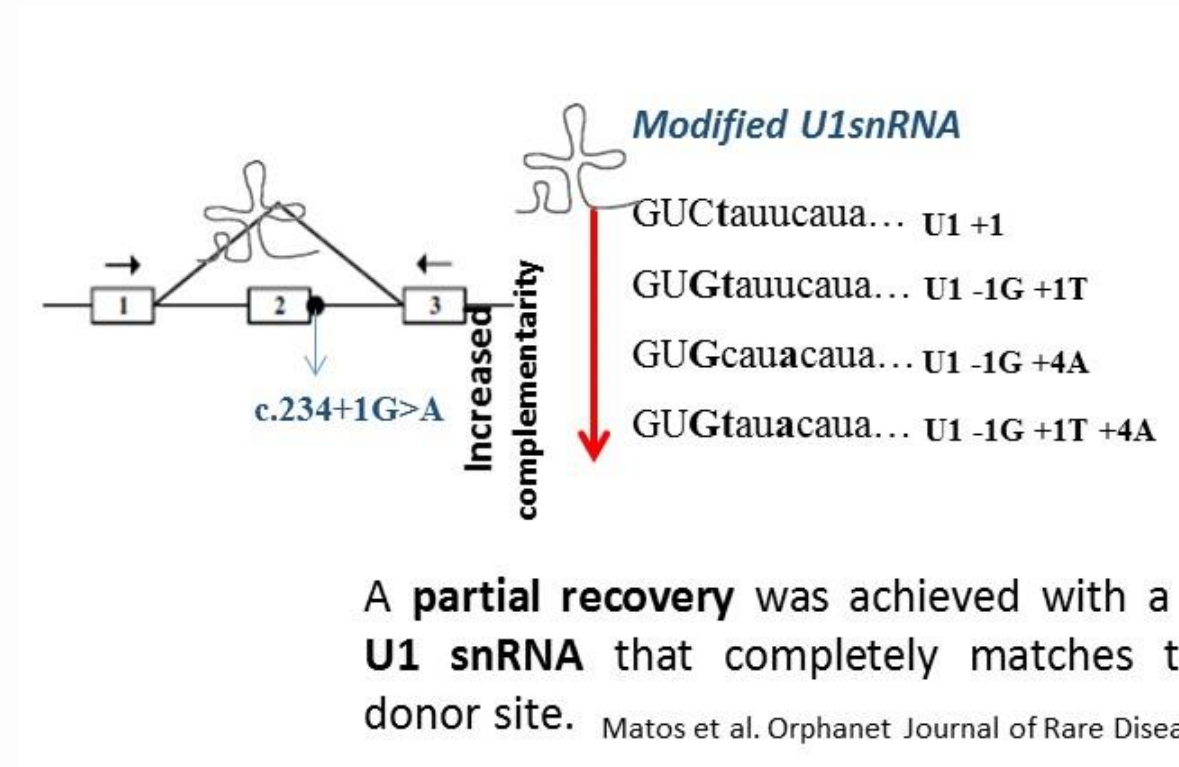 Modified U1snRNA
GUCtauucaua... U1 +1
GUGtauucaua... U1 -1G +1T
GUGcauacaua... U1 -1G +4A
GUGtauacaua... U1 -1G +1T +4A
1
2
3
c.234+1G>A
Increased
complementarity
A partial recovery was achieved with a
U1 snRNA that completely matches t
donor site. Matos et al. Orphanet Journal of Rare Disea